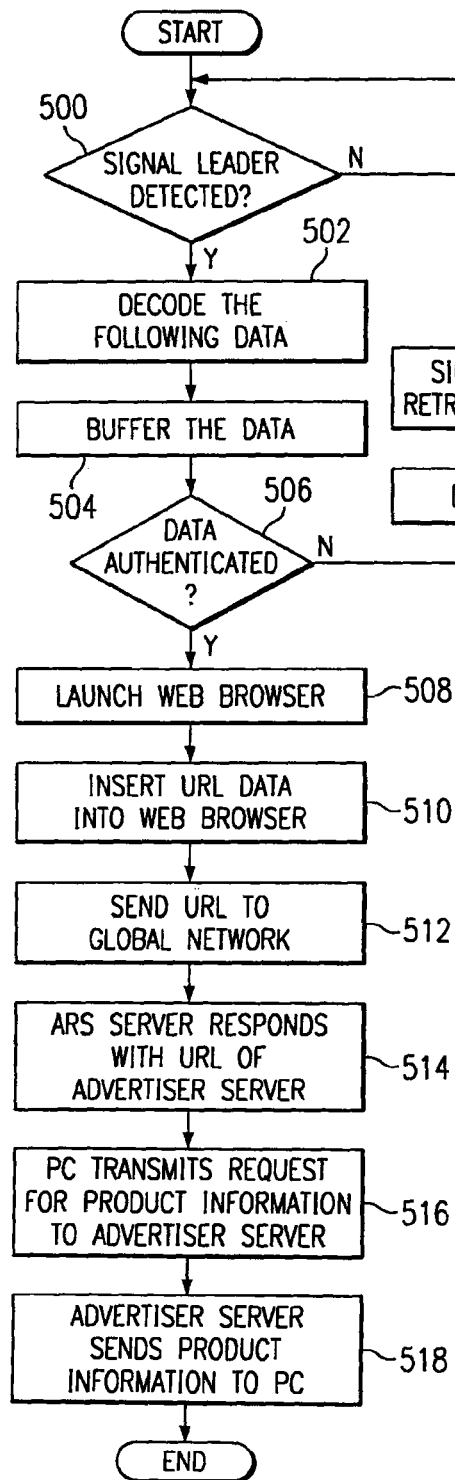 START
500
SIGNAL LEADER
DETECTED?
N
Y
502
DECODE THE
FOLLOWING DATA
BUFFER THE DATA
504
506
DATA
AUTHENTICATED
?
N
Y
LAUNCH WEB BROWSER
508
INSERT URL DATA
INTO WEB BROWSER
510
SEND URL TO
GLOBAL NETWORK
512
ARS SERVER RESPONDS
WITH URL OF
ADVERTISER SERVER
514
PC TRANSMITS REQUEST
FOR PRODUCT INFORMATION
TO ADVERTISER SERVER
516
ADVERTISER SERVER
SENDS PRODUCT
INFORMATION TO PC
518
END